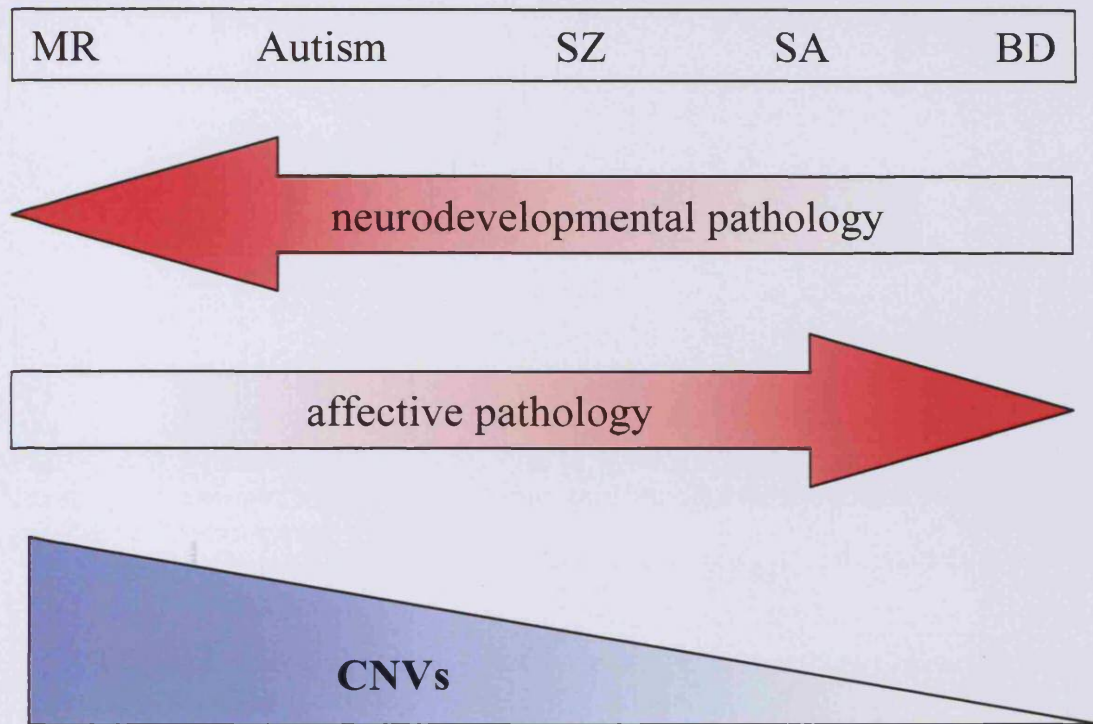 MR Autism SZ SA BD
neurodevelopmental pathology
affective pathology
CNVs